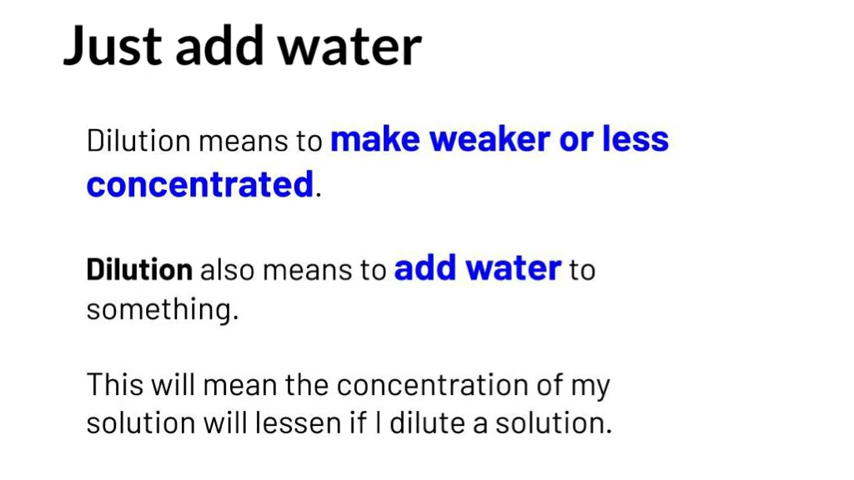 Just add water
Dilution means to make weaker or less
concentrated.
Dilution also means to add water to
something.
This will mean the concentration of my
solution will lessen if I dilute a solution.